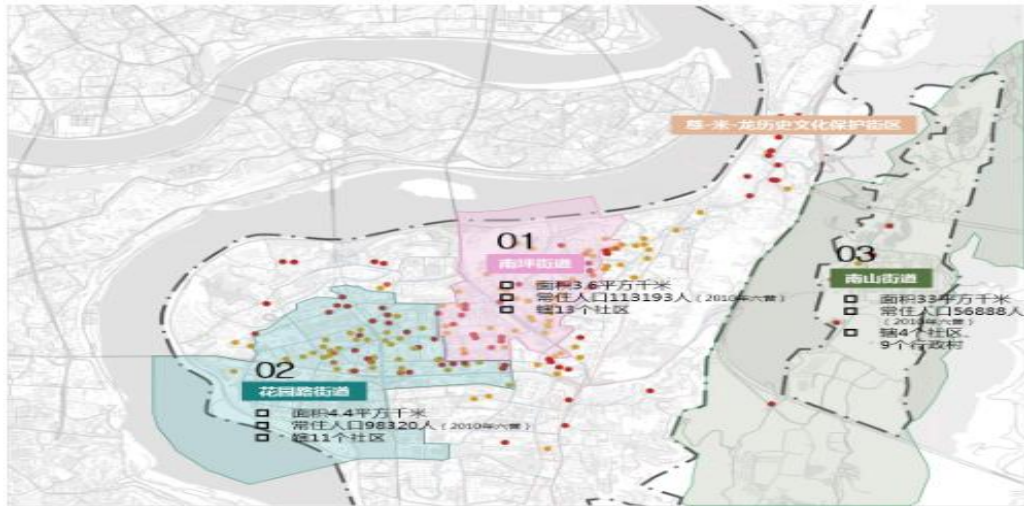 慈-米-龙历史文化保护街区
01
南坪街道
面积3.6平方千米
常住人口113193人（2010年六普）
辖13个社区
03
南山街道
面积33平方千米
常住人口56888人
（2010年六普）
辖4个社区、
9个行政村
02
花园路街道
面积4.4平方千米
常住人口98320人（2010年六普）
辖11个社区